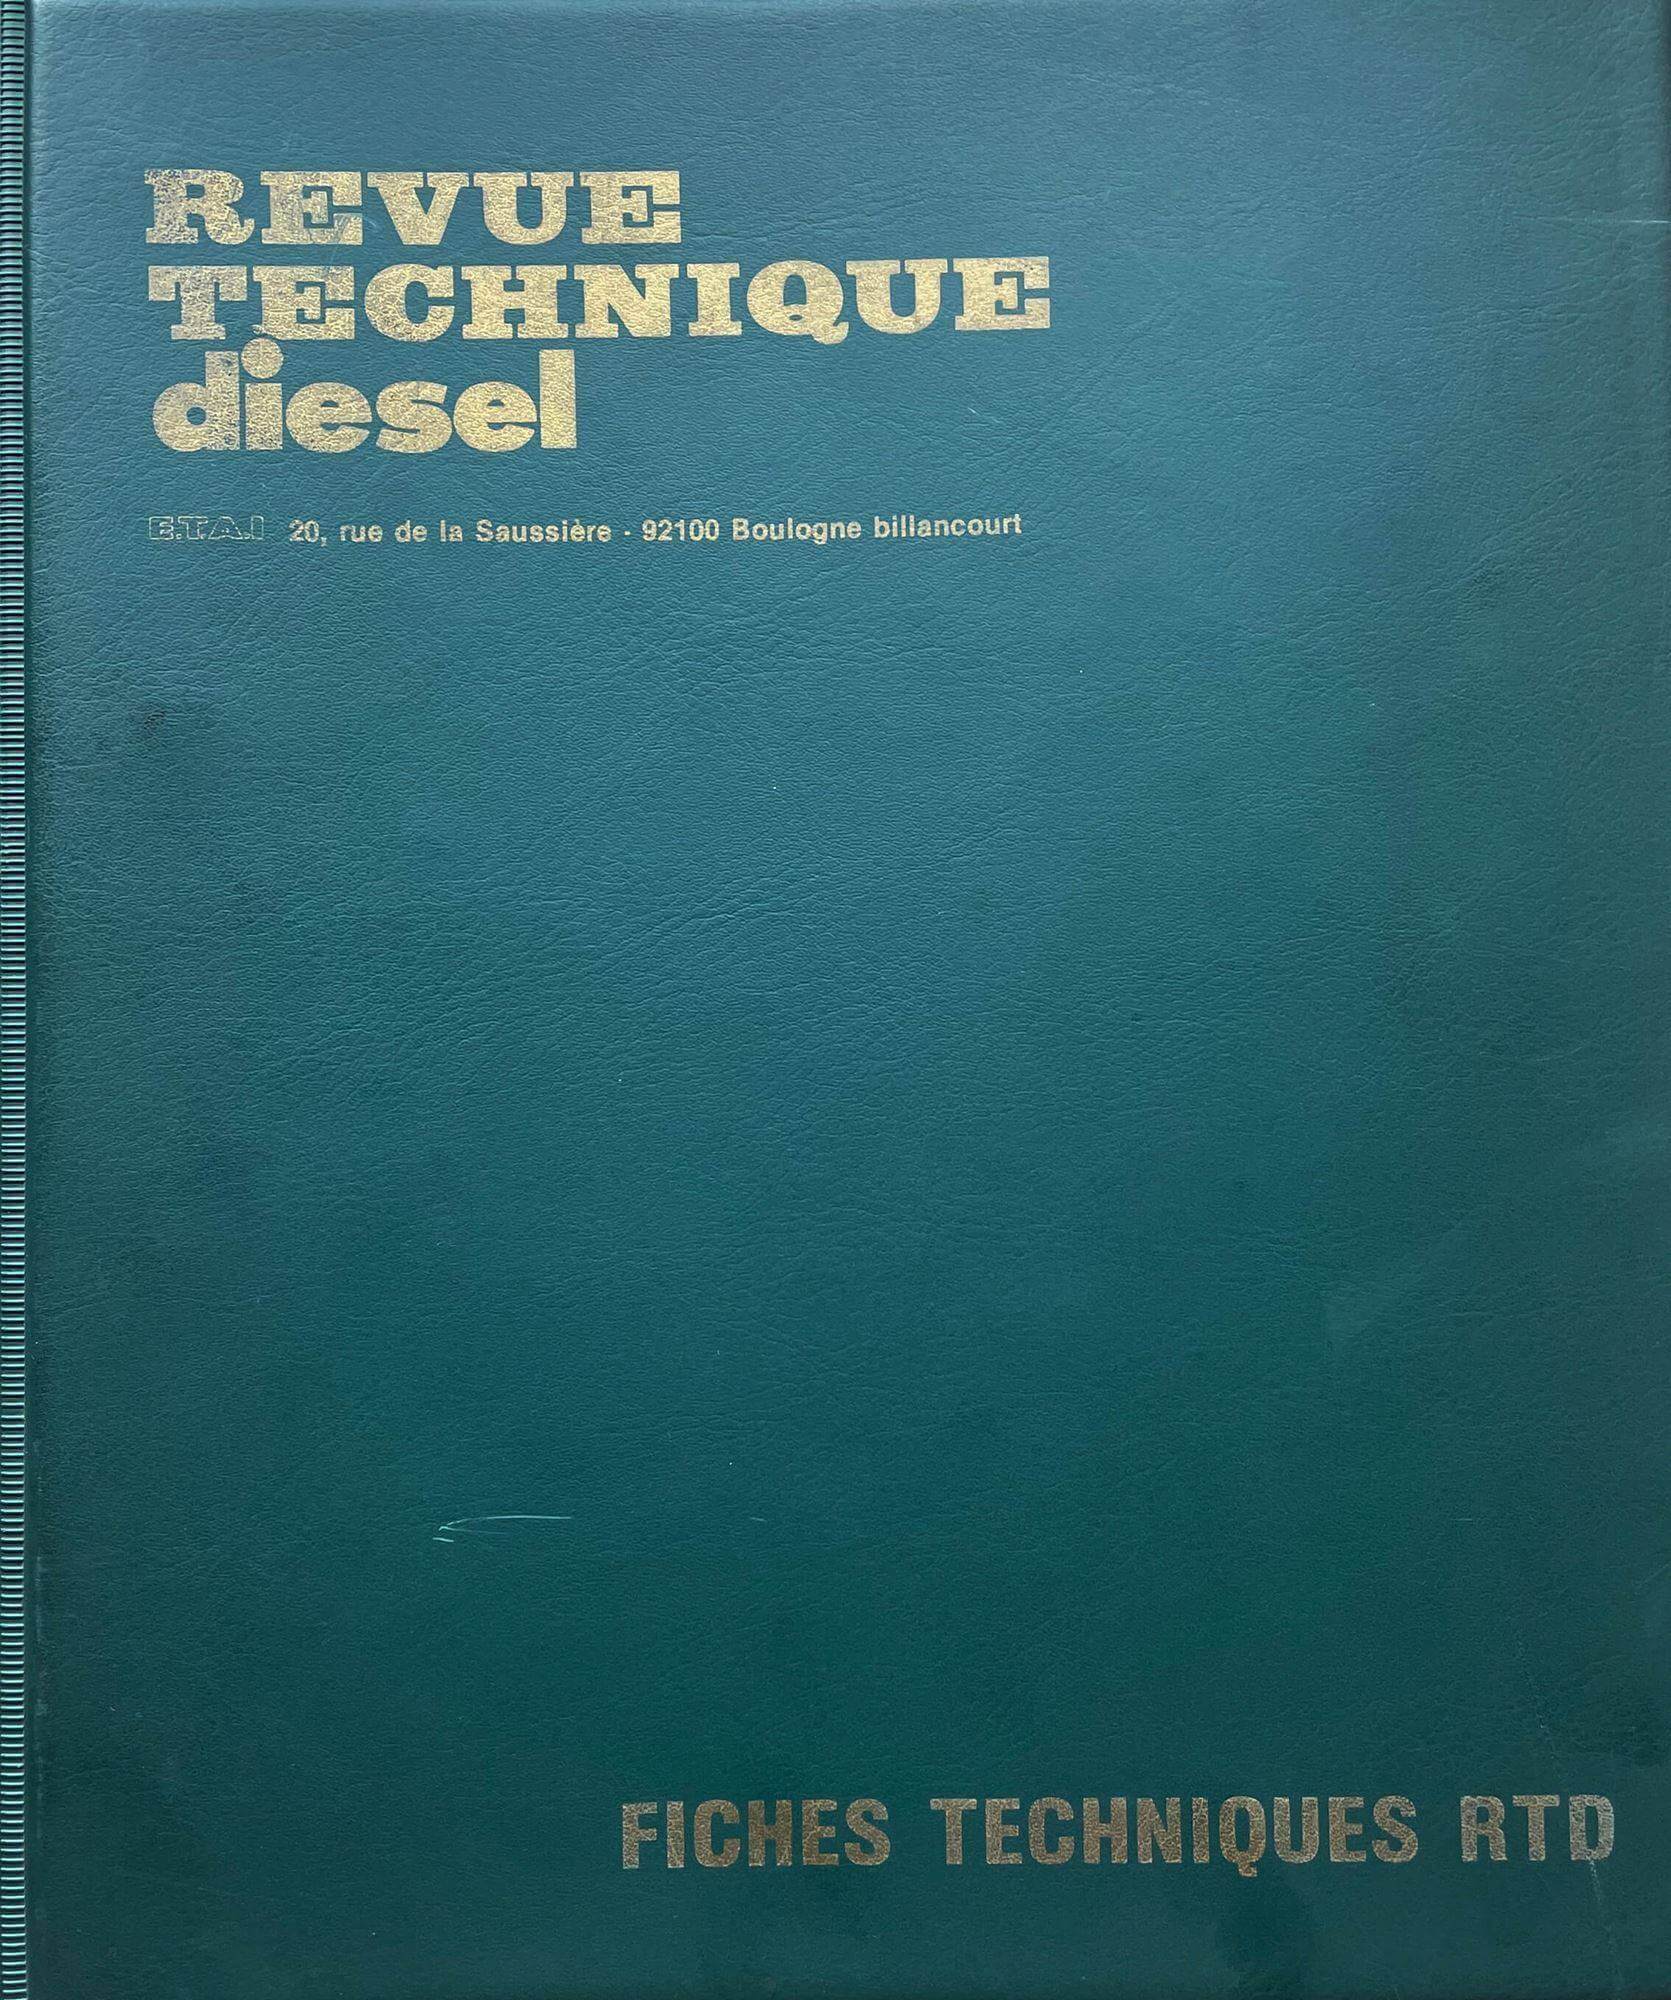 REVUE
TECHNIQUE
diesel
E.T.A.I 20, rue de la Saussière - 92100 Boulogne billancourt
FICHES TECHNIQUES RTD